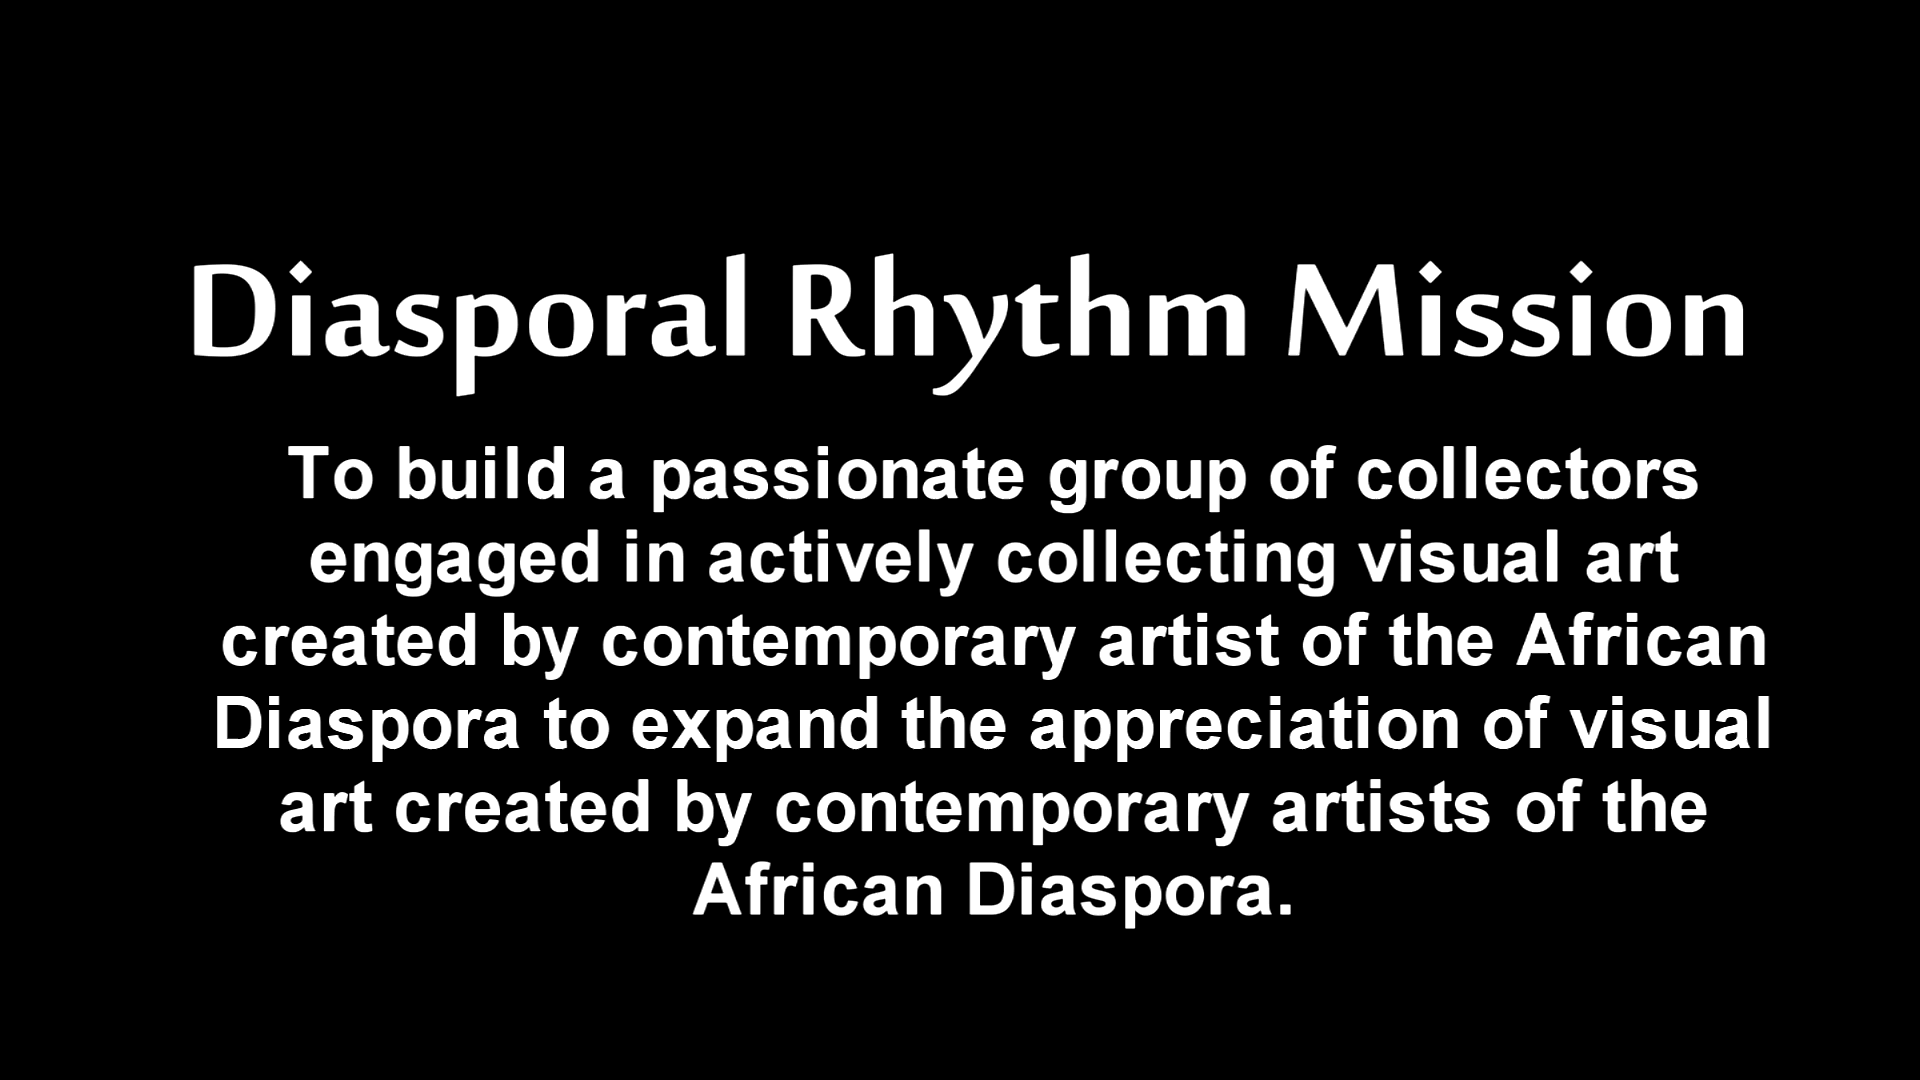 Diasporal Rhythm Mission
To build a passionate group of collectors
engaged in actively collecting visual art
created by contemporary artist of the African
Diaspora to expand the appreciation of visual
art created by contemporary artists of the
African Diaspora.